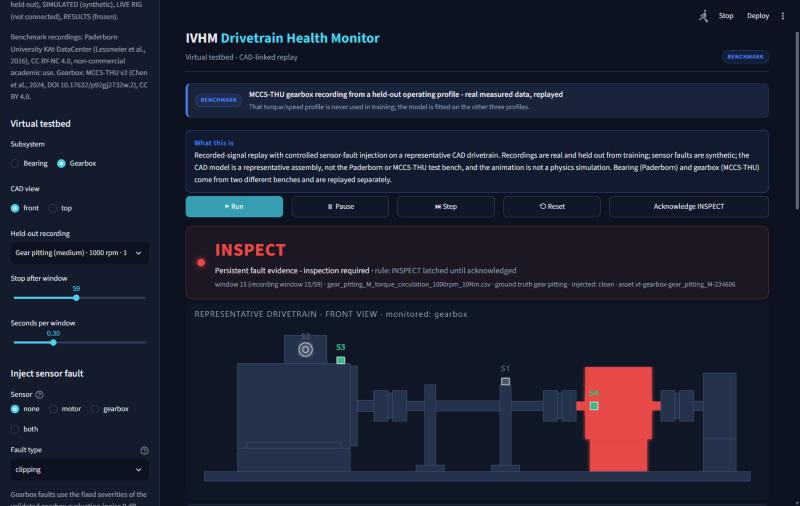 held out), SIMULATED (synthetic), LIVE RIG
(not connected), RESULTS (frozen).
Benchmark recordings: Paderborn
University KAt-DataCenter (Lessmeier et al.,
2016), CC BY-NC 4.0, non-commercial
academic use. Gearbox: MCC5-THU v2 (Chen
et al., 2024, DOI 10.17632/p92gj2732w.2), CC
BY 4.0.
Virtual testbed
Subsystem
Bearing
Gearbox
CAD view
front
top
Held-out recording
Gear pitting (medium) · 1000 rpm · 1
Stop after window
59
Seconds per window
0.30
Inject sensor fault
Sensor
none
motor
gearbox
both
Fault type
clipping
Gearbox faults use the fixed severities of the
Stop
Deploy
IVHM Drivetrain Health Monitor
Virtual testbed - CAD-linked replay
BENCHMARK
BENCHMARK
MCC5-THU gearbox recording from a held-out operating profile - real measured data, replayed
That torque/speed profile is never used in training; the model is fitted on the other three profiles.
What this is
Recorded-signal replay with controlled sensor-fault injection on a representative CAD drivetrain. Recordings are real and held out from training; sensor faults are synthetic; the
CAD model is a representative assembly, not the Paderborn or MCC5-THU test bench, and the animation is not a physics simulation. Bearing (Paderborn) and gearbox (MCC5-THU)
come from two different benches and are replayed separately.
Run
Pause
Step
Reset
Acknowledge INSPECT
INSPECT
Persistent fault evidence - inspection required · rule: INSPECT latched until acknowledged
window 15 (recording window 15/59) · gear_pitting_M_torque_circulation_1000rpm_10Nm.csv · ground truth gear pitting · injected: clean · asset vt-gearbox-gear_pitting_M-234606
REPRESENTATIVE DRIVETRAIN - FRONT VIEW - monitored: gearbox
S2
S3
S1
S4